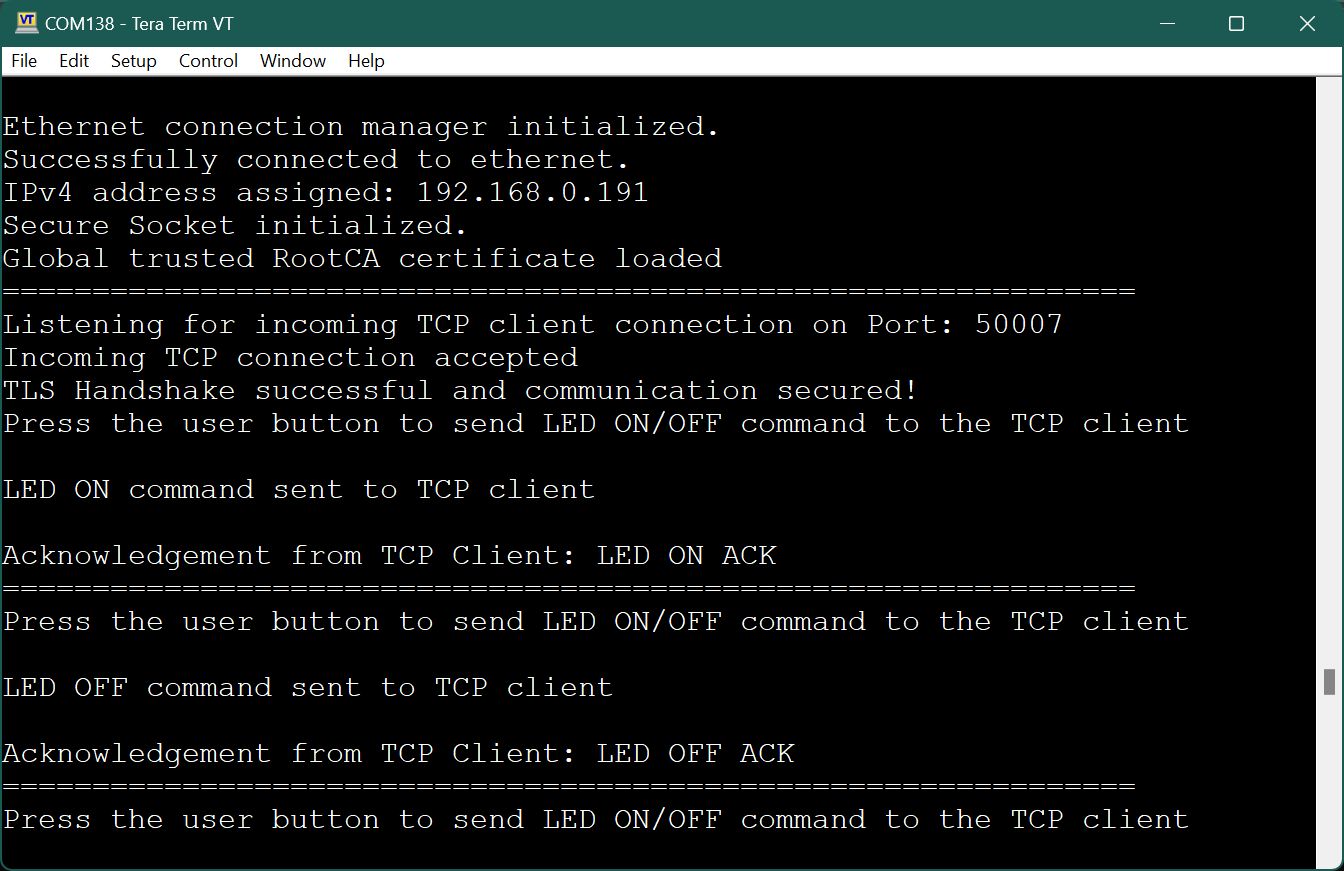 VT COM138 - Tera Term VT
File Edit Setup Control Window Help
Ethernet connection manager initialized.
Successfully connected to ethernet.
IPv4 address assigned: 192.168.0.191
Secure Socket initialized.
Global trusted RootCA certificate loaded
===============================================================
Listening for incoming TCP client connection on Port: 50007
Incoming TCP connection accepted
TLS Handshake successful and communication secured!
Press the user button to send LED ON/OFF command to the TCP client
LED ON command sent to TCP client
Acknowledgement from TCP Client: LED ON ACK
===============================================================
Press the user button to send LED ON/OFF command to the TCP client
LED OFF command sent to TCP client
Acknowledgement from TCP Client: LED OFF ACK
===============================================================
Press the user button to send LED ON/OFF command to the TCP client